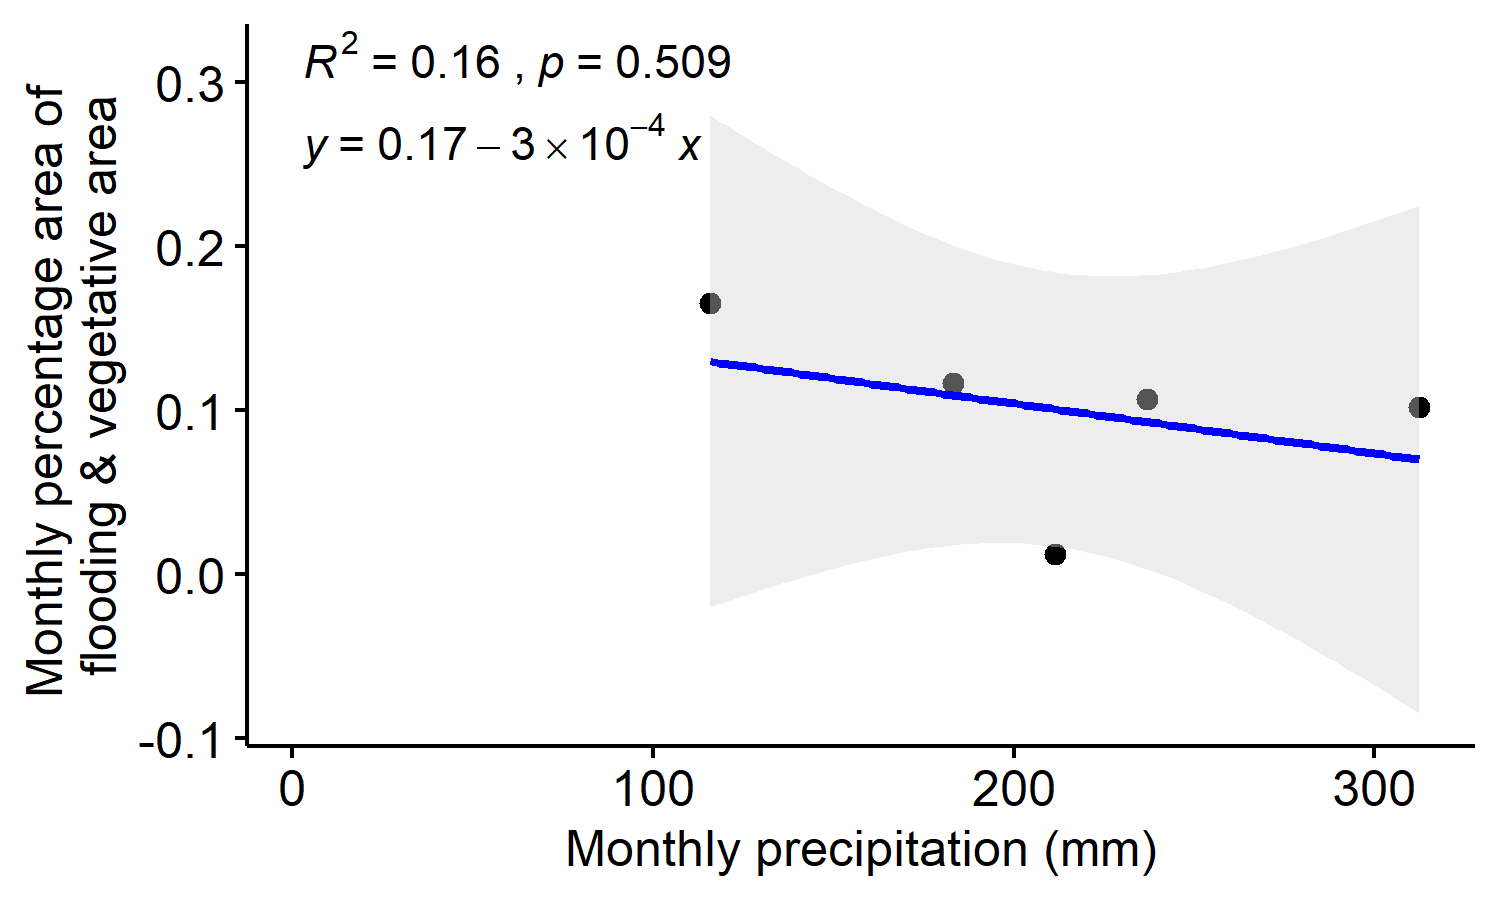 R² = 0.16 , p = 0.509
y = 0.17 − 3 × 10⁻⁴ x
Monthly percentage area of
flooding & vegetative area
0.3
0.2
0.1
0.0
-0.1
0 100 200 300
Monthly precipitation (mm)